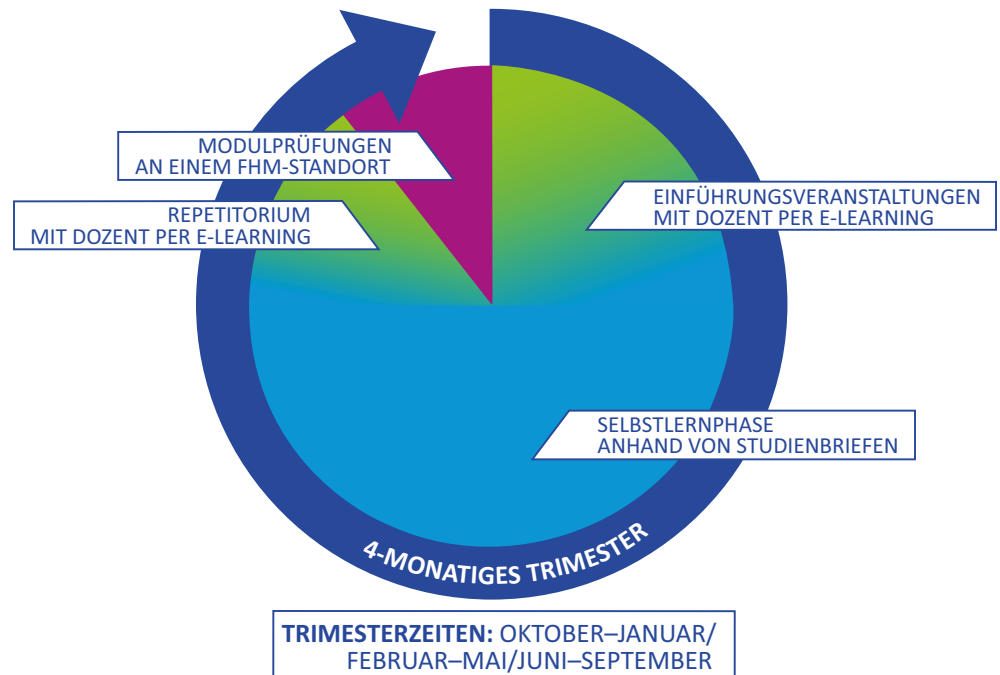 MODULPRÜFUNGEN
AN EINEM FHM-STANDORT
REPETITORIUM
MIT DOZENT PER E-LEARNING
EINFÜHRUNGSVERANSTALTUNGEN
MIT DOZENT PER E-LEARNING
SELBSTLERNPHASE
ANHAND VON STUDIENBRIEFEN
4-MONATIGES TRIMESTER
TRIMESTERZEITEN: OKTOBER–JANUAR/
FEBRUAR–MAI/JUNI–SEPTEMBER